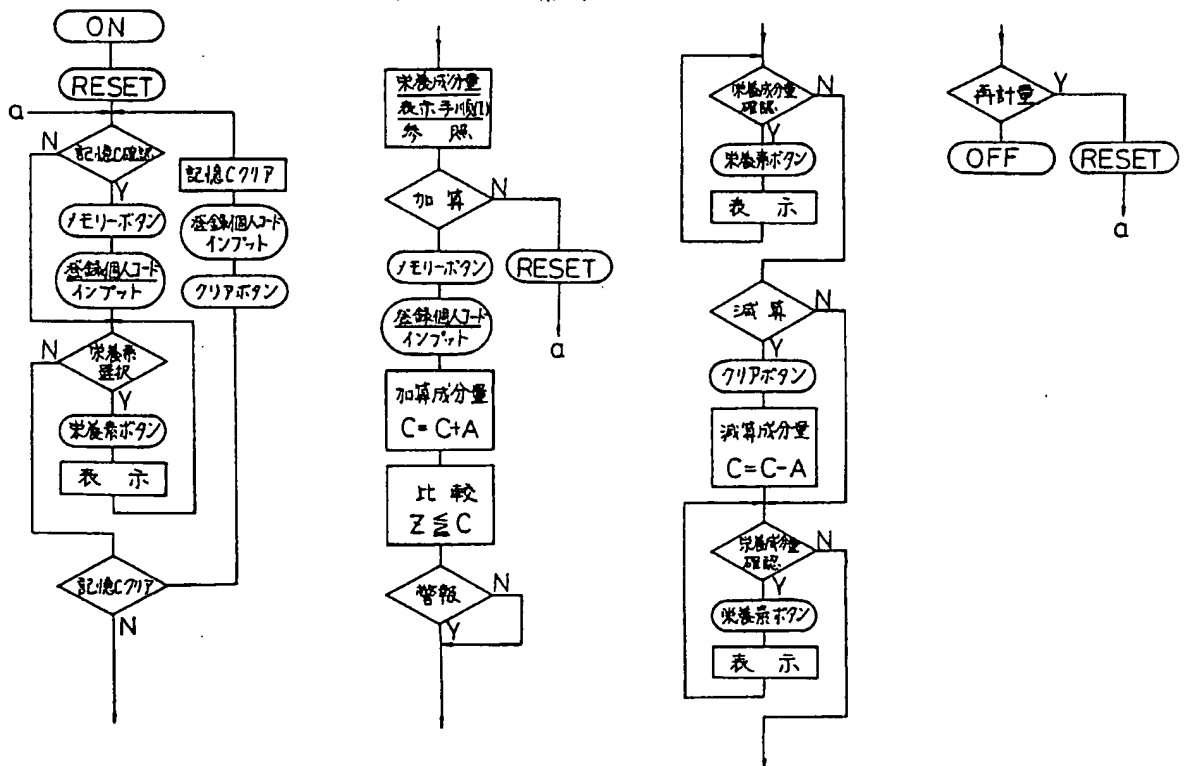 ON
RESET
a
記憶C確認
N
Y
メモリーボタン
登録個人コード
インプット
栄養素
選択
N
Y
栄養素ボタン
表示
記憶Cクリア
N
記憶Cクリア
登録個人コード
インプット
クリアボタン
栄養成分量
表示手順(1)
参照
加算
N
RESET
a
メモリーボタン
登録個人コード
インプット
加算成分量
C=C+A
比較
Z≦C
警報
N
Y
栄養成分量
確認
N
Y
栄養素ボタン
表示
減算
N
Y
クリアボタン
減算成分量
C=C-A
栄養成分量
確認
N
Y
栄養素ボタン
表示
再計量
Y
OFF
RESET
a